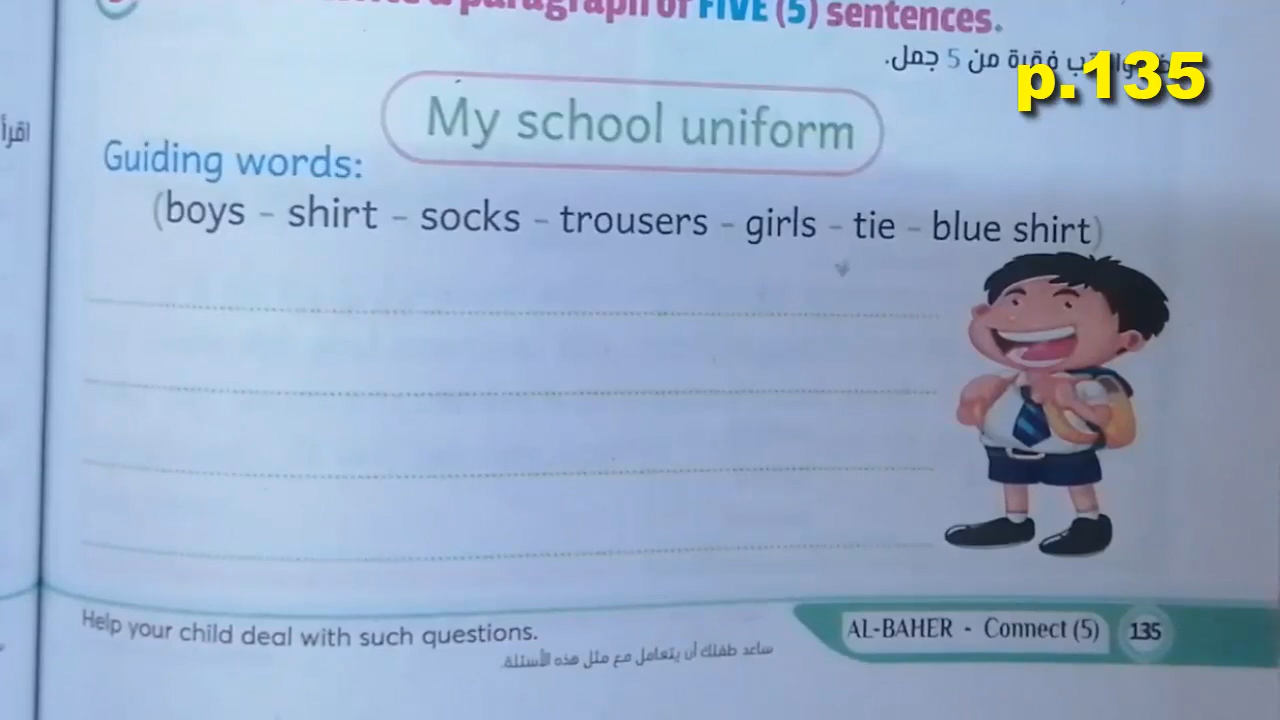 a paragraph of FIVE (5) sentences.
فقرة من 5 جمل.
p.135
My school uniform
اقرأ
Guiding words:
(boys - shirt - socks - trousers - girls - tie - blue shirt)
Help your child deal with such questions.
ساعد طفلك أن يتعامل مع مثل هذه الأسئلة.
AL-BAHER - Connect (5) 135